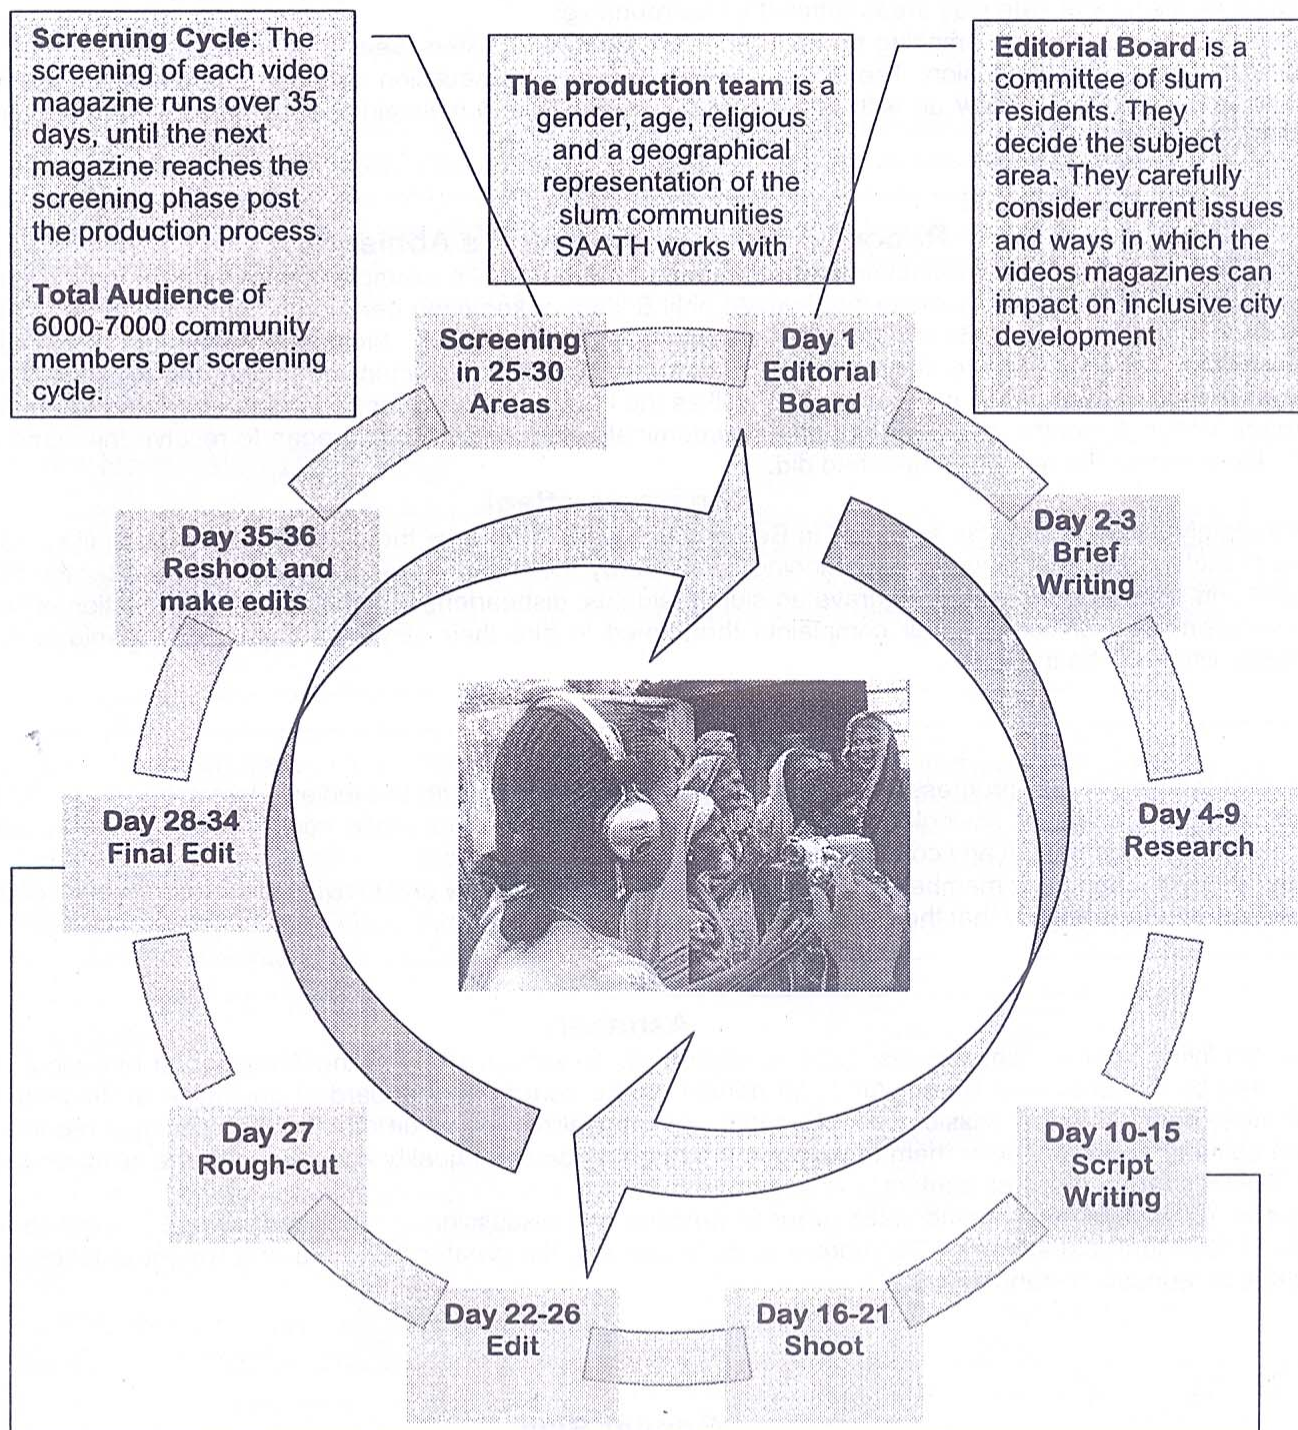 Screening Cycle: The
screening of each video
magazine runs over 35
days, until the next
magazine reaches the
screening phase post
the production process.
Total Audience of
6000-7000 community
members per screening
cycle.
The production team is a
gender, age, religious
and a geographical
representation of the
slum communities
SAATH works with
Editorial Board is a
committee of slum
residents. They
decide the subject
area. They carefully
consider current issues
and ways in which the
videos magazines can
impact on inclusive city
development
Screening
in 25-30
Areas
Day 1
Editorial
Board
Day 2-3
Brief
Writing
Day 4-9
Research
Day 10-15
Script
Writing
Day 16-21
Shoot
Day 22-26
Edit
Day 27
Rough-cut
Day 28-34
Final Edit
Day 35-36
Reshoot and
make edits